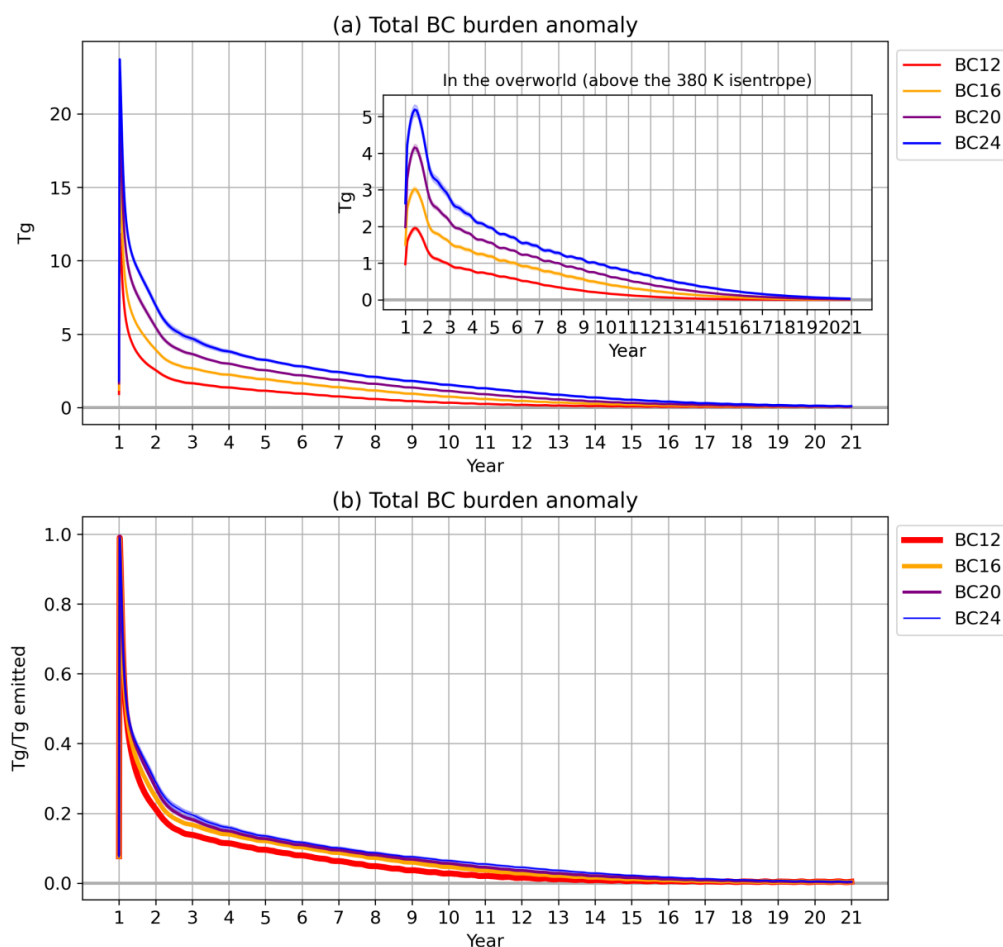 (a) Total BC burden anomaly
Tg
20
15
10
5
0
1 2 3 4 5 6 7 8 9 10 11 12 13 14 15 16 17 18 19 20 21
Year
In the overworld (above the 380 K isentrope)
Tg
5
4
3
2
1
0
1 2 3 4 5 6 7 8 9 10 11 12 13 14 15 16 17 18 19 20 21
Year
BC12
BC16
BC20
BC24
(b) Total BC burden anomaly
Tg/Tg emitted
1.0
0.8
0.6
0.4
0.2
0.0
1 2 3 4 5 6 7 8 9 10 11 12 13 14 15 16 17 18 19 20 21
Year
BC12
BC16
BC20
BC24